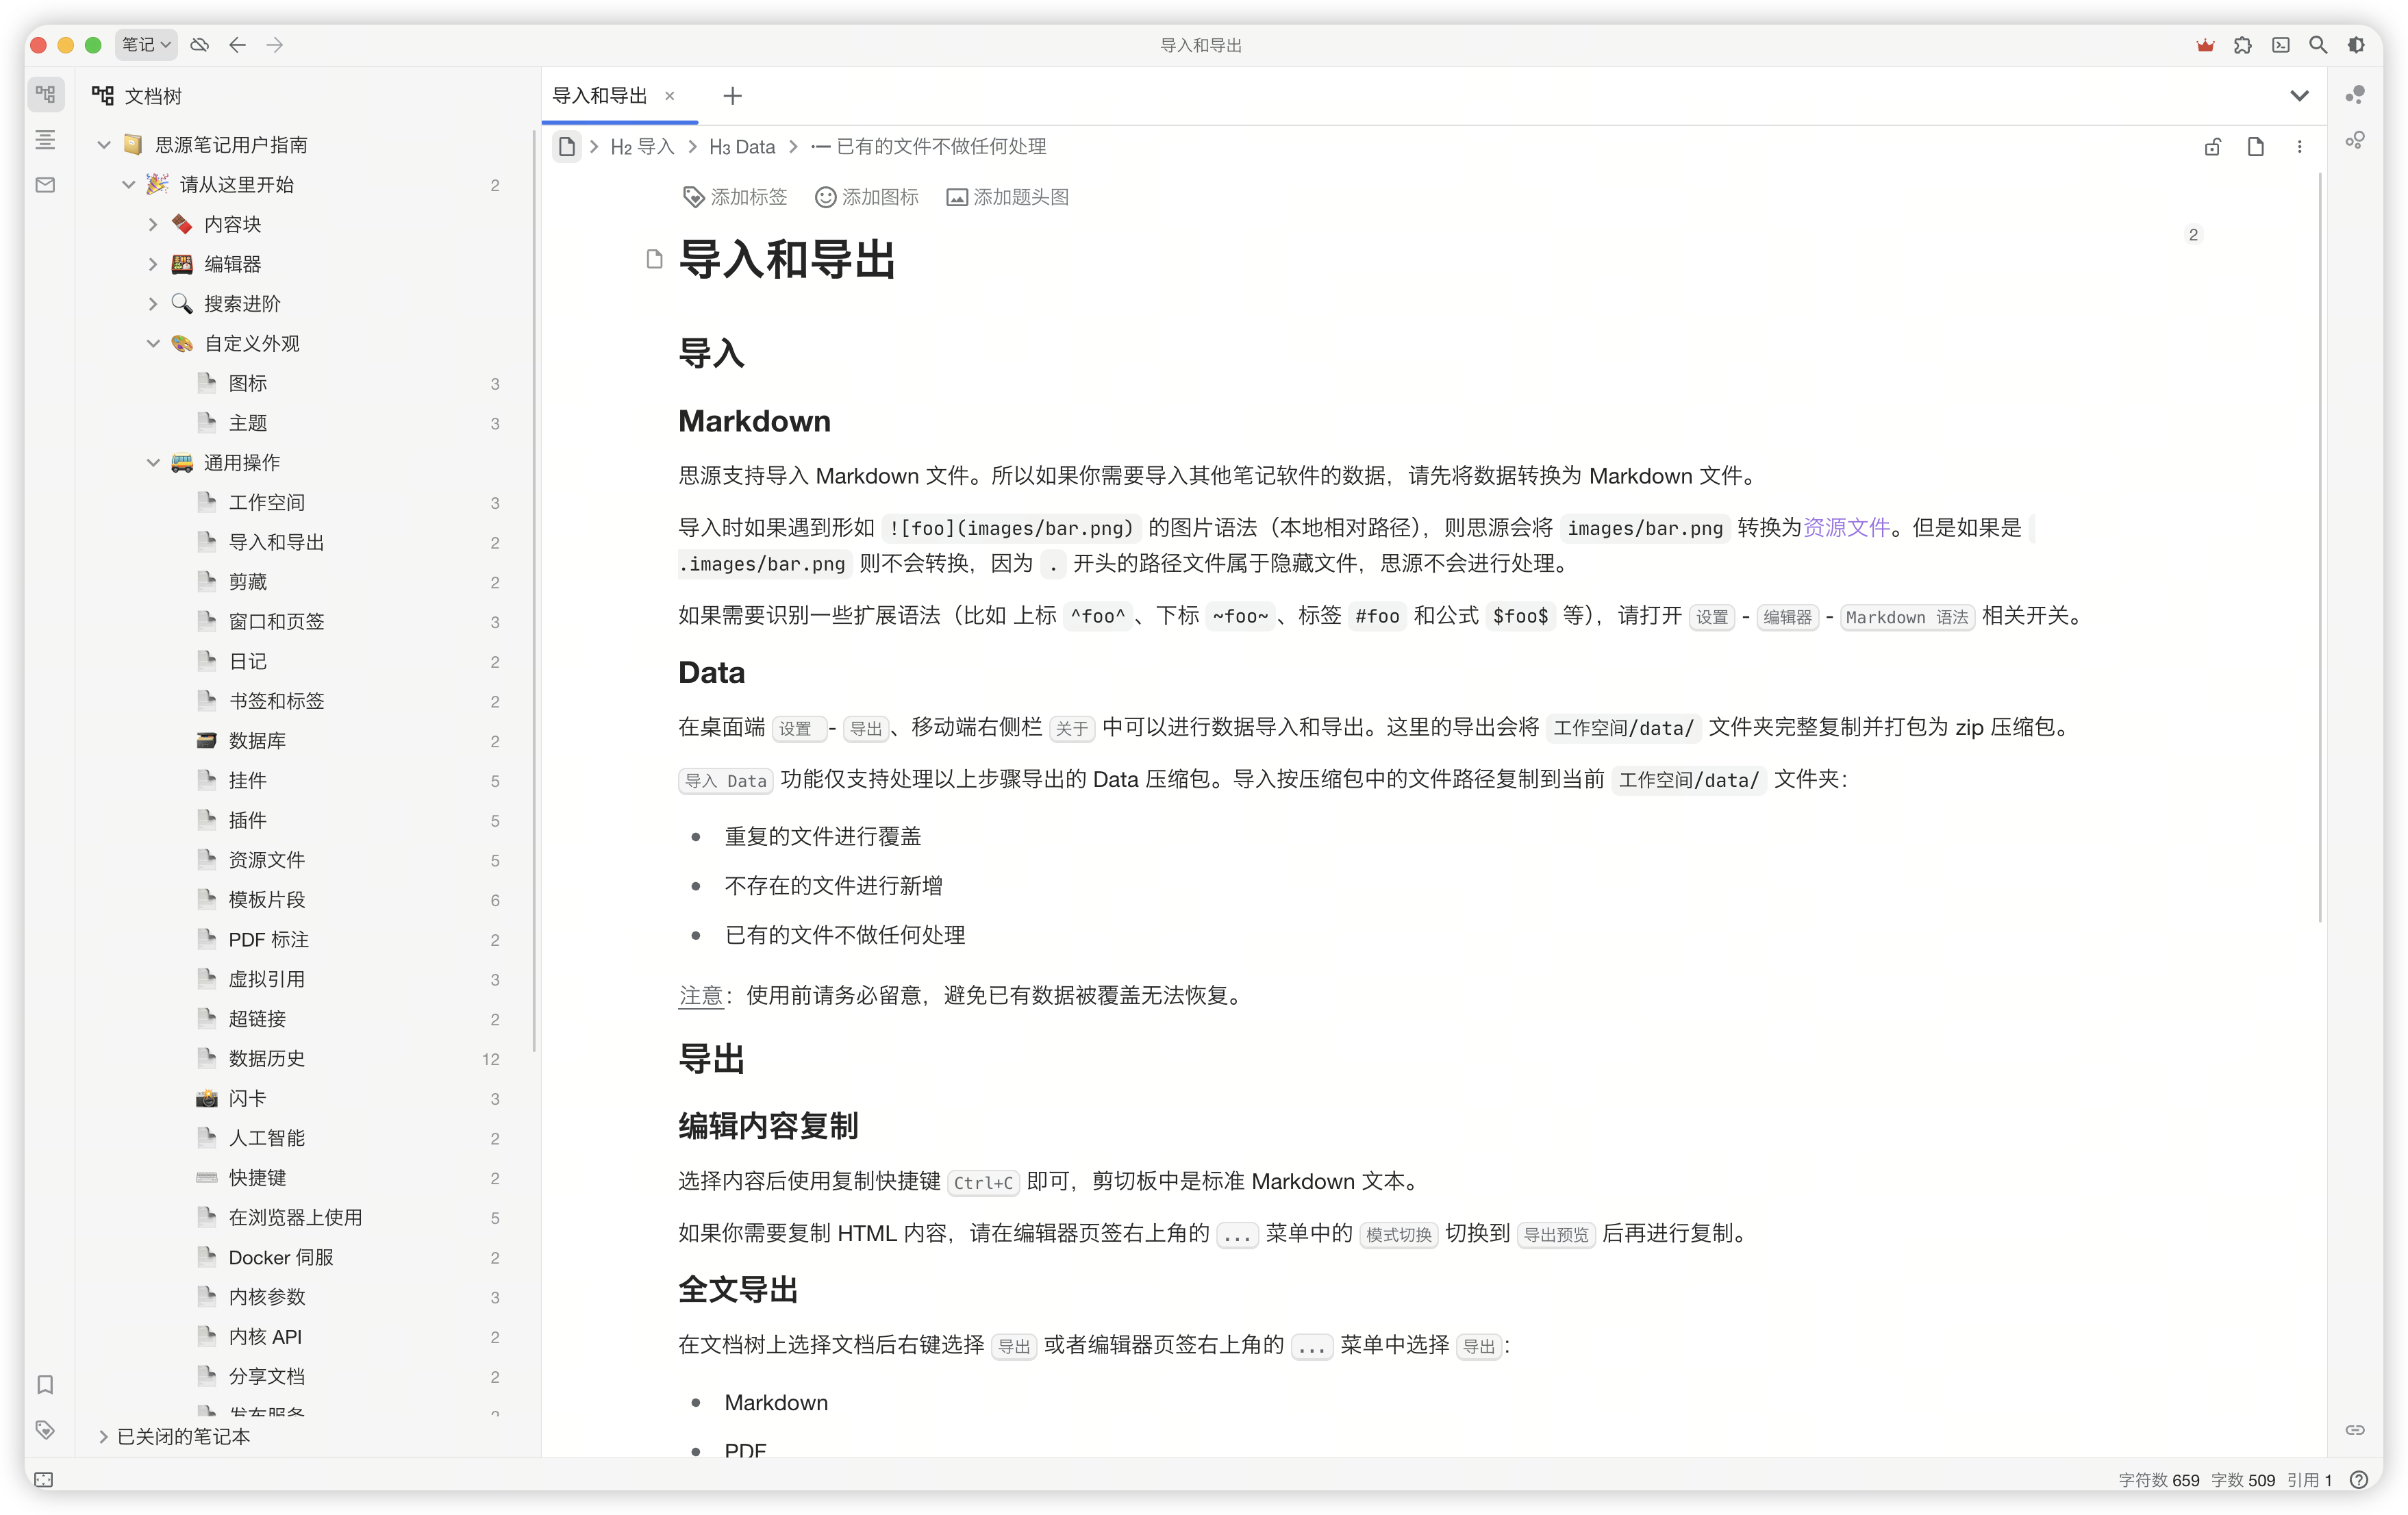 笔记
导入和导出
文档树
思源笔记用户指南
请从这里开始 2
内容块
编辑器
搜索进阶
自定义外观
图标 3
主题 3
通用操作
工作空间 3
导入和导出 2
剪藏 2
窗口和页签 3
日记 2
书签和标签 2
数据库 2
挂件 5
插件 5
资源文件 5
模板片段 6
PDF 标注 2
虚拟引用 3
超链接 2
数据历史 12
闪卡 3
人工智能 2
快捷键 2
在浏览器上使用 5
Docker 伺服 2
内核参数 3
内核 API 2
分享文档 2
发布服务 2
已关闭的笔记本
导入和导出
H2 导入 H3 Data 已有的文件不做任何处理
添加标签 添加图标 添加题头图
2
导入和导出
导入
Markdown
思源支持导入 Markdown 文件。所以如果你需要导入其他笔记软件的数据，请先将数据转换为 Markdown 文件。
导入时如果遇到形如 ![foo](images/bar.png) 的图片语法（本地相对路径），则思源会将 images/bar.png 转换为资源文件。但是如果是
.images/bar.png 则不会转换，因为 . 开头的路径文件属于隐藏文件，思源不会进行处理。
如果需要识别一些扩展语法（比如 上标 ^foo^、下标 ~foo~、标签 #foo 和公式 $foo$ 等），请打开 设置 - 编辑器 - Markdown 语法 相关开关。
Data
在桌面端 设置 - 导出、移动端右侧栏 关于 中可以进行数据导入和导出。这里的导出会将 工作空间/data/ 文件夹完整复制并打包为 zip 压缩包。
导入 Data 功能仅支持处理以上步骤导出的 Data 压缩包。导入按压缩包中的文件路径复制到当前 工作空间/data/ 文件夹：
• 重复的文件进行覆盖
• 不存在的文件进行新增
• 已有的文件不做任何处理
注意：使用前请务必留意，避免已有数据被覆盖无法恢复。
导出
编辑内容复制
选择内容后使用复制快捷键 Ctrl+C 即可，剪切板中是标准 Markdown 文本。
如果你需要复制 HTML 内容，请在编辑器页签右上角的 ... 菜单中的 模式切换 切换到 导出预览 后再进行复制。
全文导出
在文档树上选择文档后右键选择 导出 或者编辑器页签右上角的 ... 菜单中选择 导出：
• Markdown
• PDF
字符数 659 字数 509 引用 1